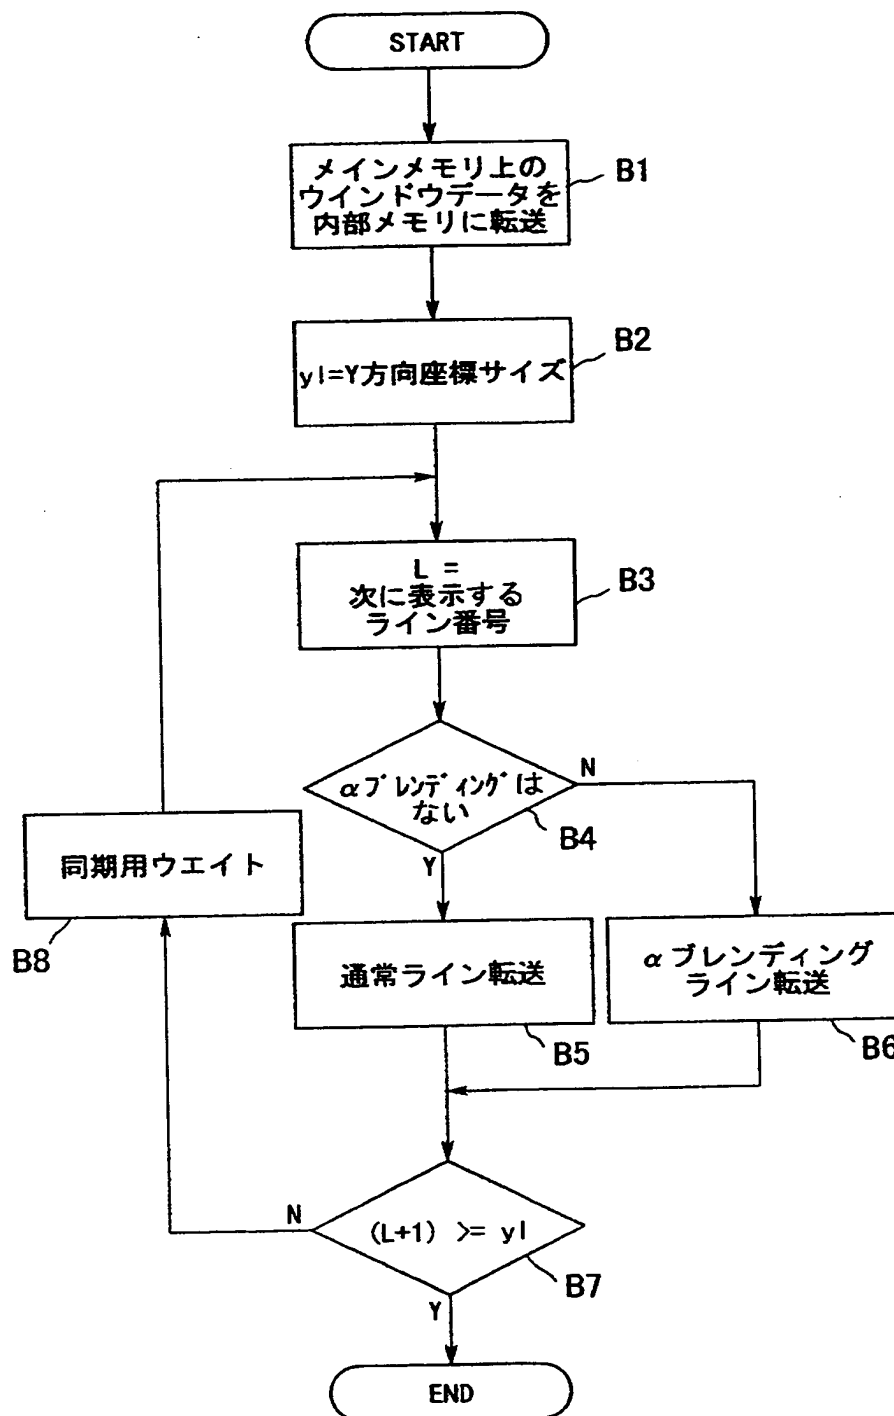 START
メインメモリ上の
ウインドウデータを
内部メモリに転送
B1
yl=Y方向座標サイズ
B2
L =
次に表示する
ライン番号
B3
αブレンディングは
ない
N
B4
Y
同期用ウエイト
B8
通常ライン転送
B5
αブレンディング
ライン転送
B6
N
(L+1) >= yl
B7
Y
END